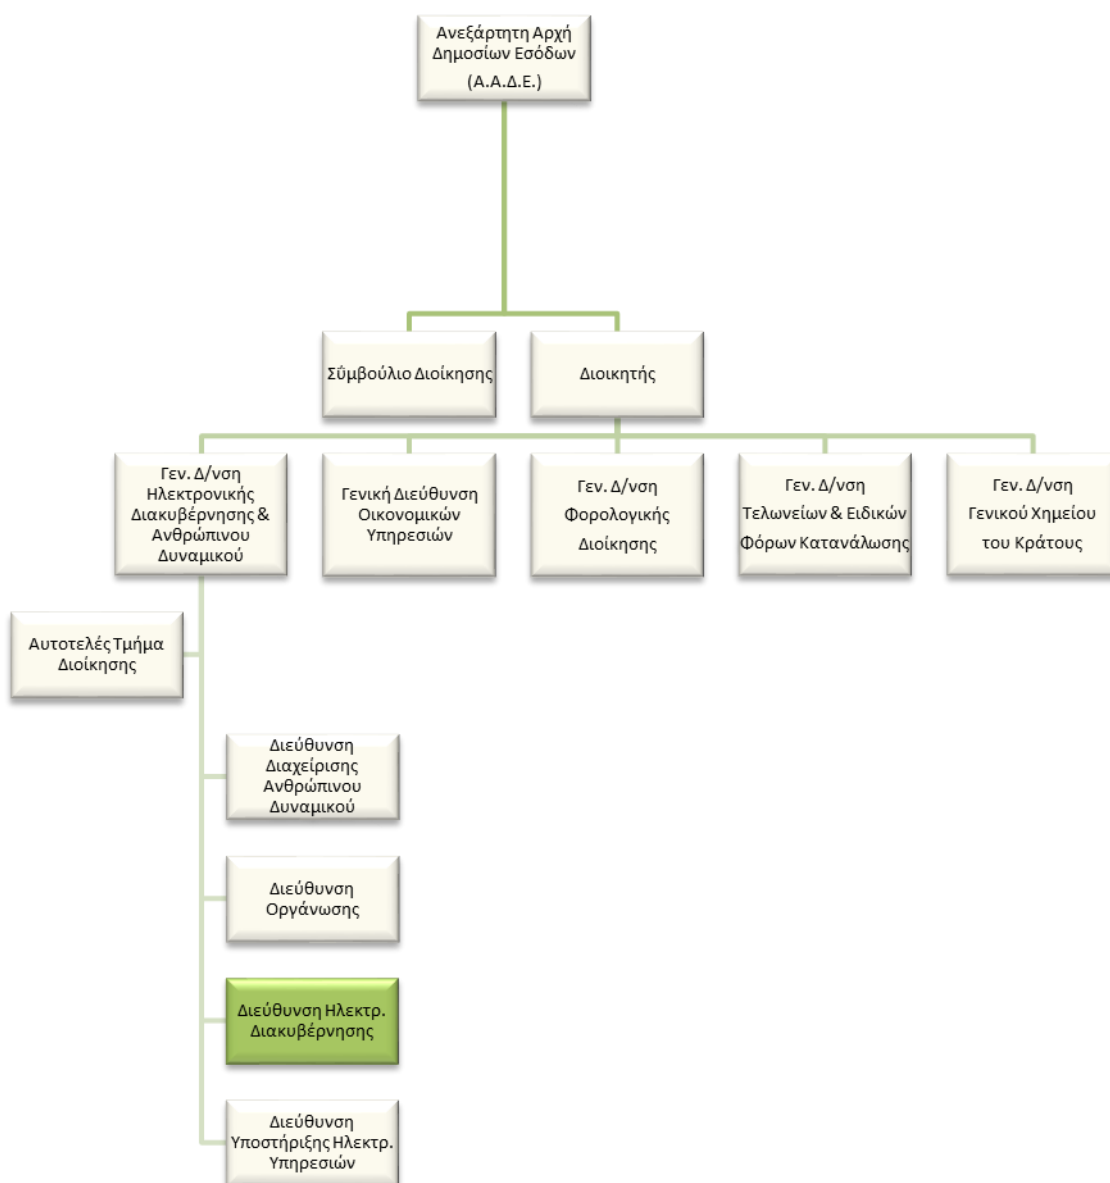 Ανεξάρτητη Αρχή
Δημοσίων Εσόδων
(Α.Α.Δ.Ε.)
Σΰμβούλιο Διοίκησης
Διοικητής
Γεν. Δ/νση
Ηλεκτρονικής
Διακυβέρνησης &
Ανθρώπινου
Δυναμικού
Γενική Διεύθυνση
Οικονομικών
Υπηρεσιών
Γεν. Δ/νση
Φορολογικής
Διοίκησης
Γεν. Δ/νση
Τελωνείων & Ειδικών
Φόρων Κατανάλωσης
Γεν. Δ/νση
Γενικού Χημείου
του Κράτους
Αυτοτελές Τμήμα
Διοίκησης
Διεύθυνση
Διαχείρισης
Ανθρώπινου
Δυναμικού
Διεύθυνση
Οργάνωσης
Διεύθυνση Ηλεκτρ.
Διακυβέρνησης
Διεύθυνση
Υποστήριξης Ηλεκτρ.
Υπηρεσιών